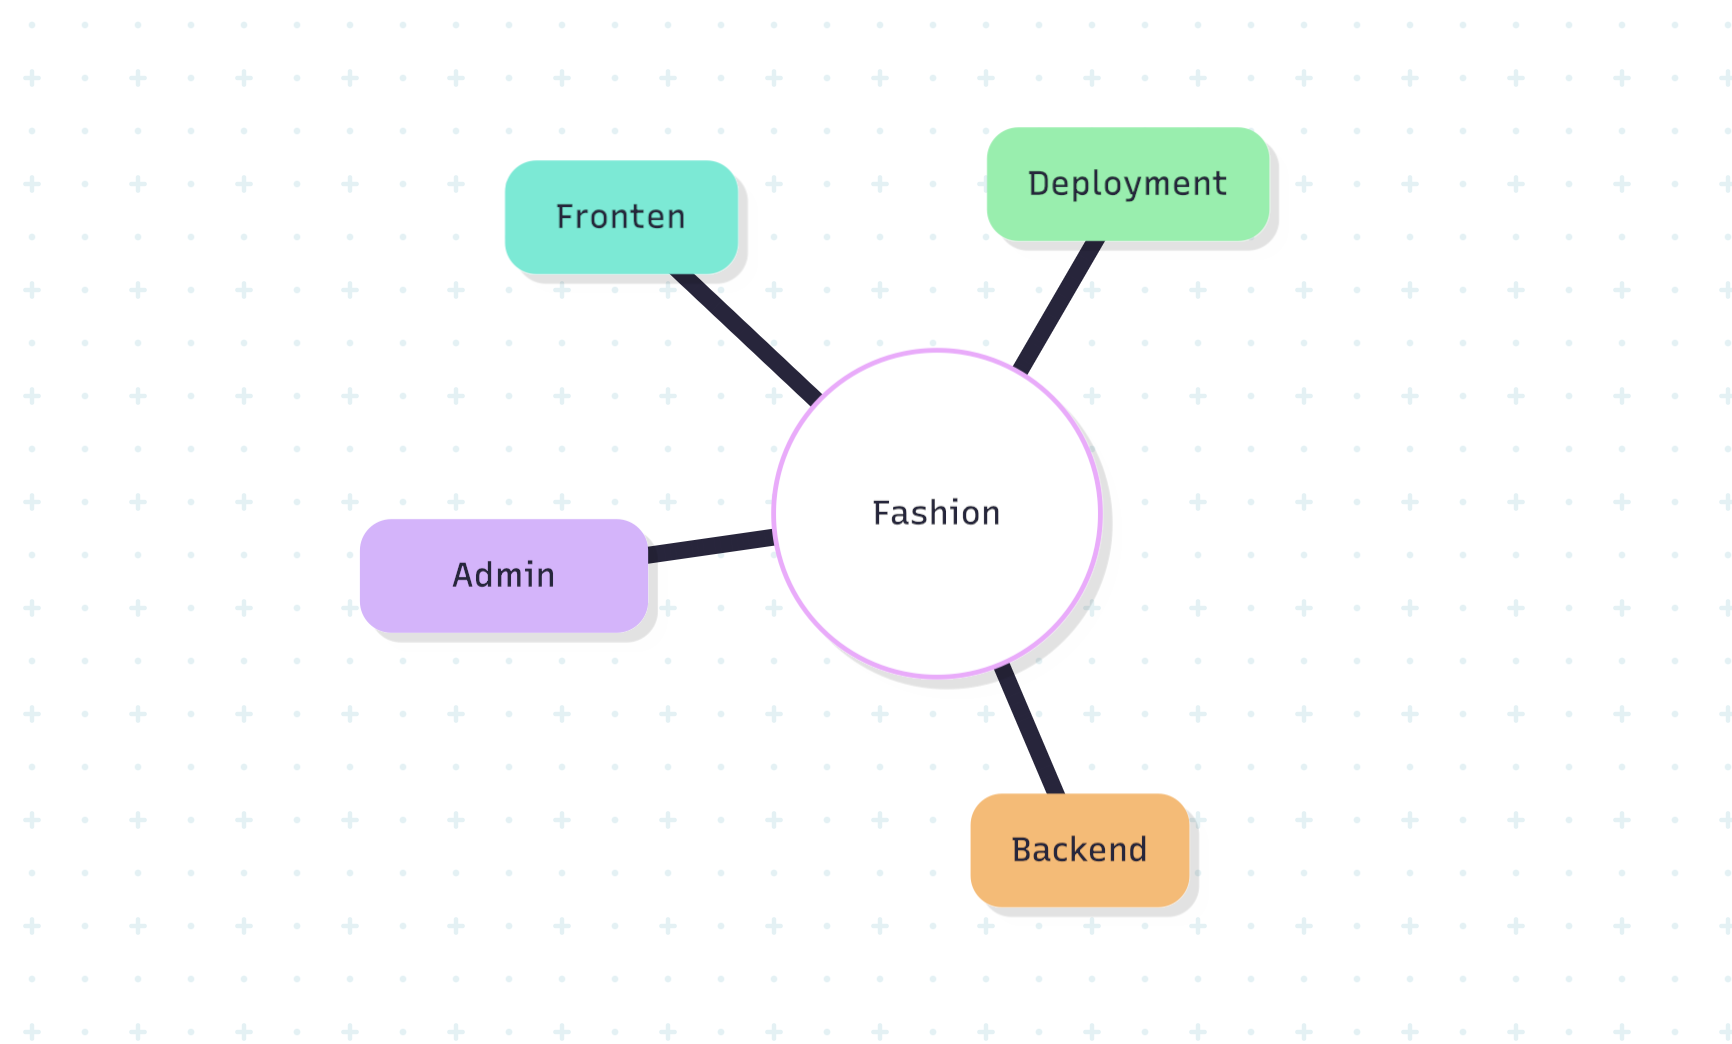 Deployment
Fronten
Fashion
Admin
Backend